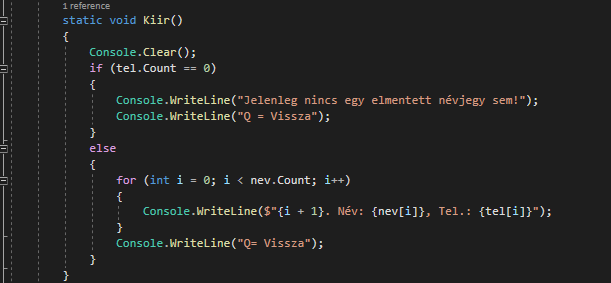 1 reference
static void Kiir()
{
Console.Clear();
if (tel.Count == 0)
{
Console.WriteLine("Jelenleg nincs egy elmentett névjegy sem!");
Console.WriteLine("Q = Vissza");
}
else
{
for (int i = 0; i < nev.Count; i++)
{
Console.WriteLine($"{i + 1}. Név: {nev[i]}, Tel.: {tel[i]}");
}
Console.WriteLine("Q= Vissza");
}
}